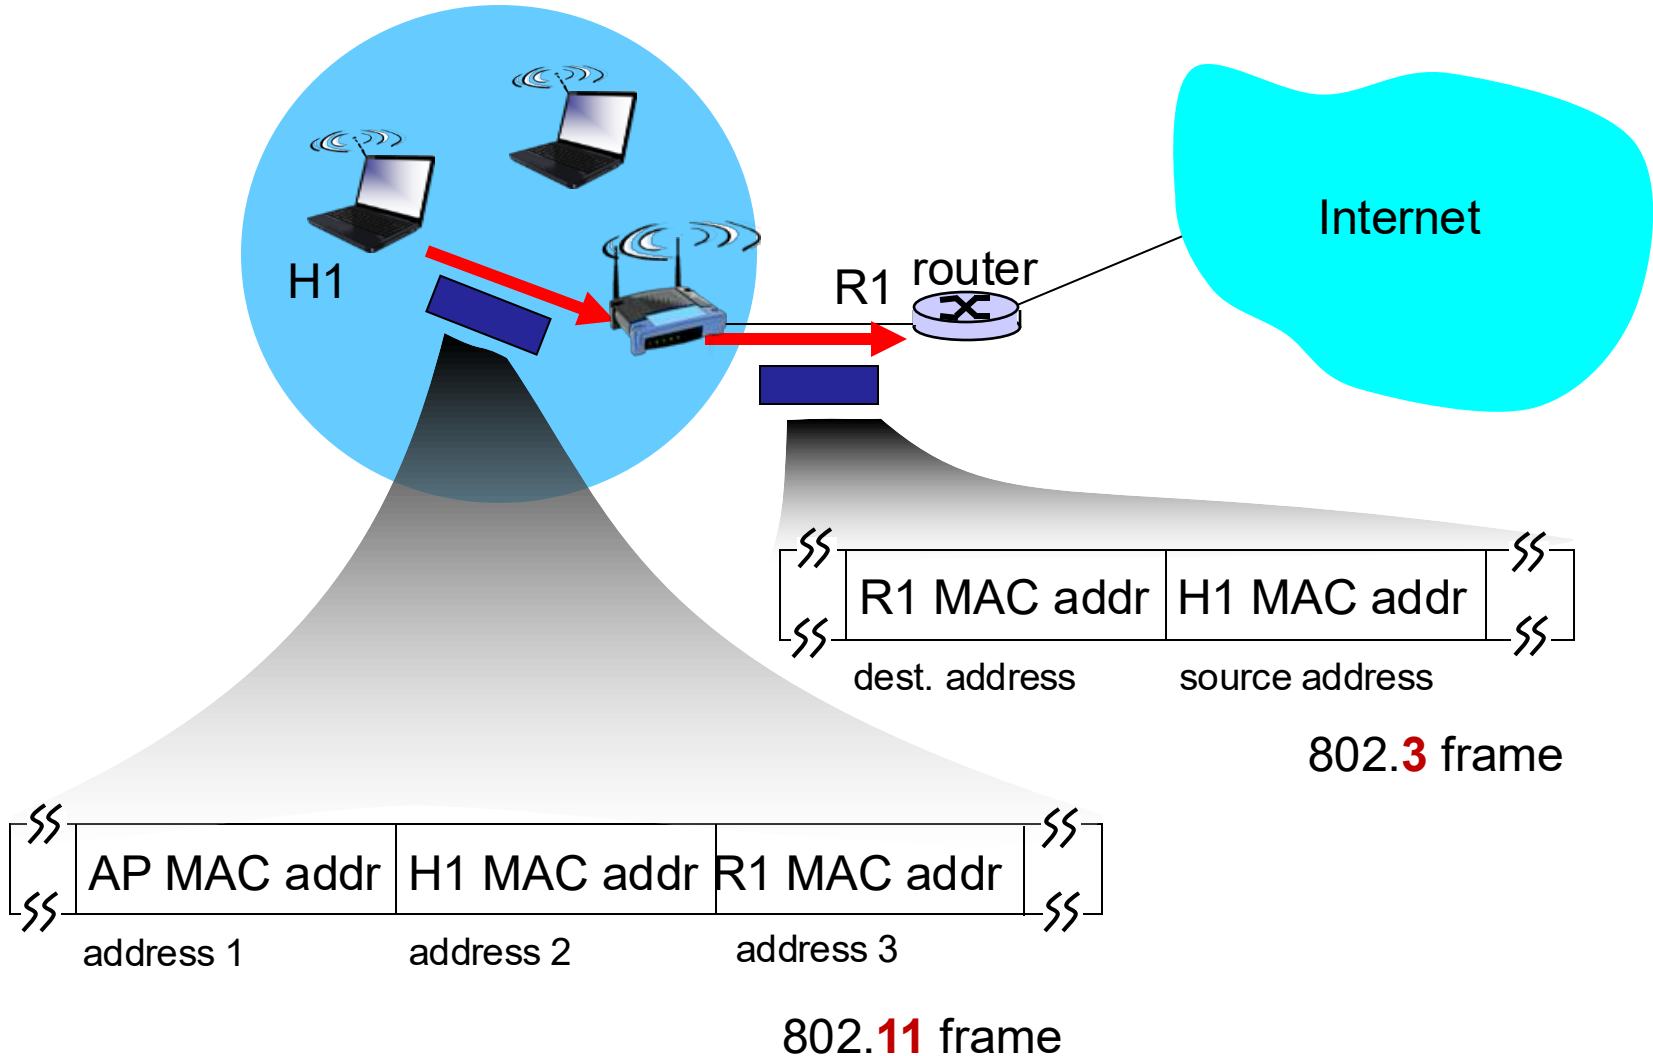 Internet
router
R1
H1
R1 MAC addr H1 MAC addr
dest. address source address
802.3 frame
AP MAC addr H1 MAC addr R1 MAC addr
address 1 address 2 address 3
802.11 frame